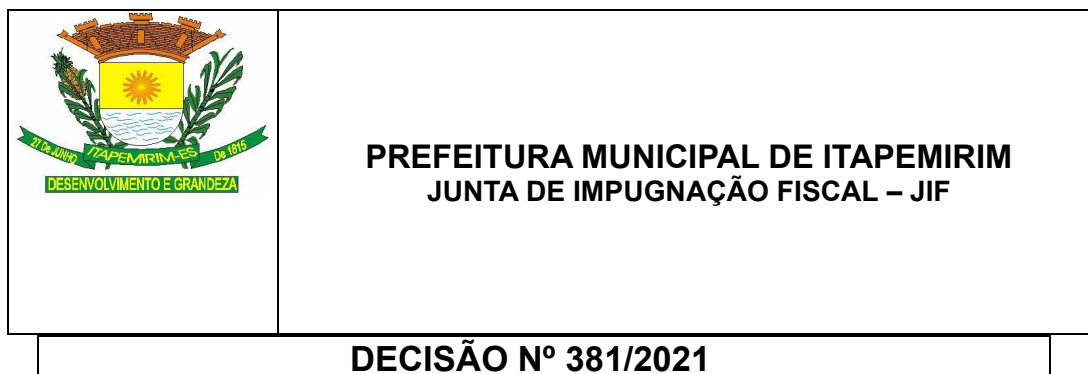 27 De JUNHO ITAPEMIRIM-ES De 1815
DESENVOLVIMENTO E GRANDEZA
PREFEITURA MUNICIPAL DE ITAPEMIRIM
JUNTA DE IMPUGNAÇÃO FISCAL – JIF
DECISÃO Nº 381/2021